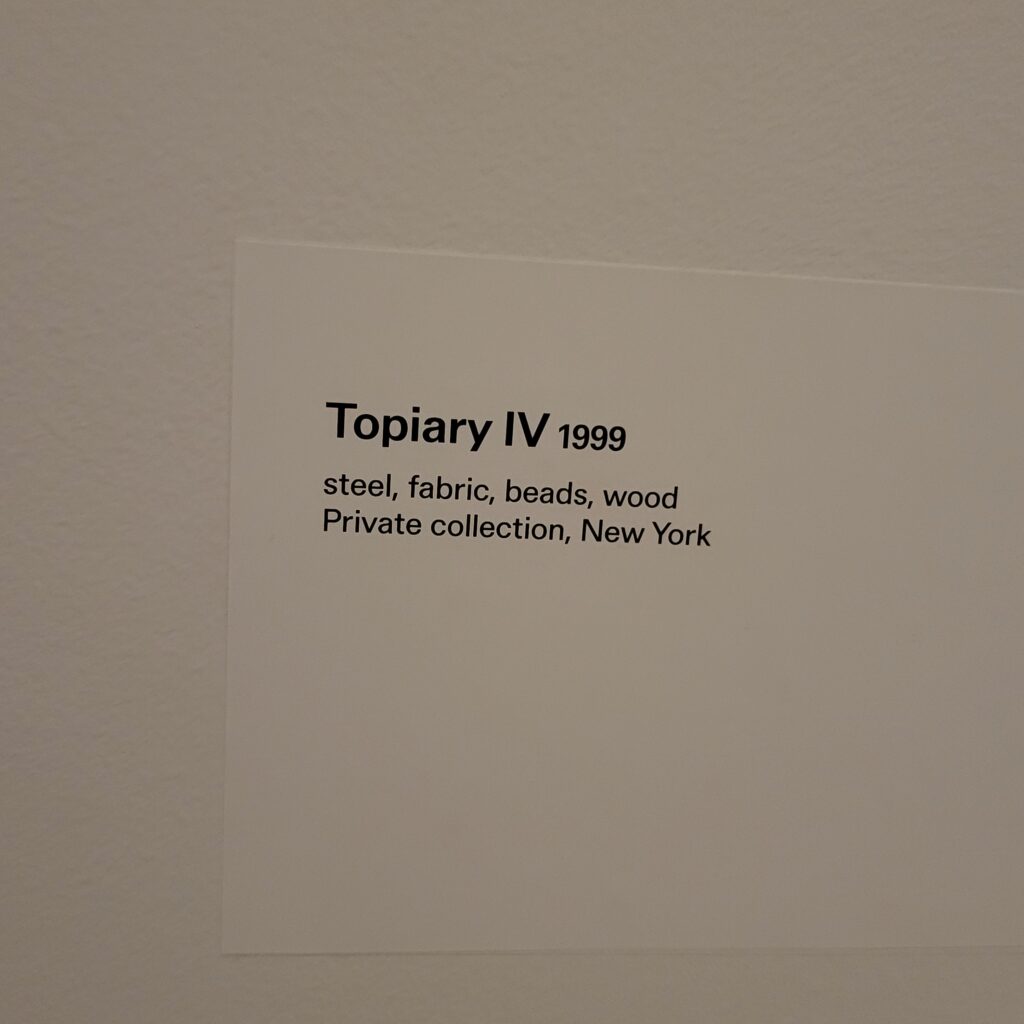 Topiary IV 1999
steel, fabric, beads, wood
Private collection, New York